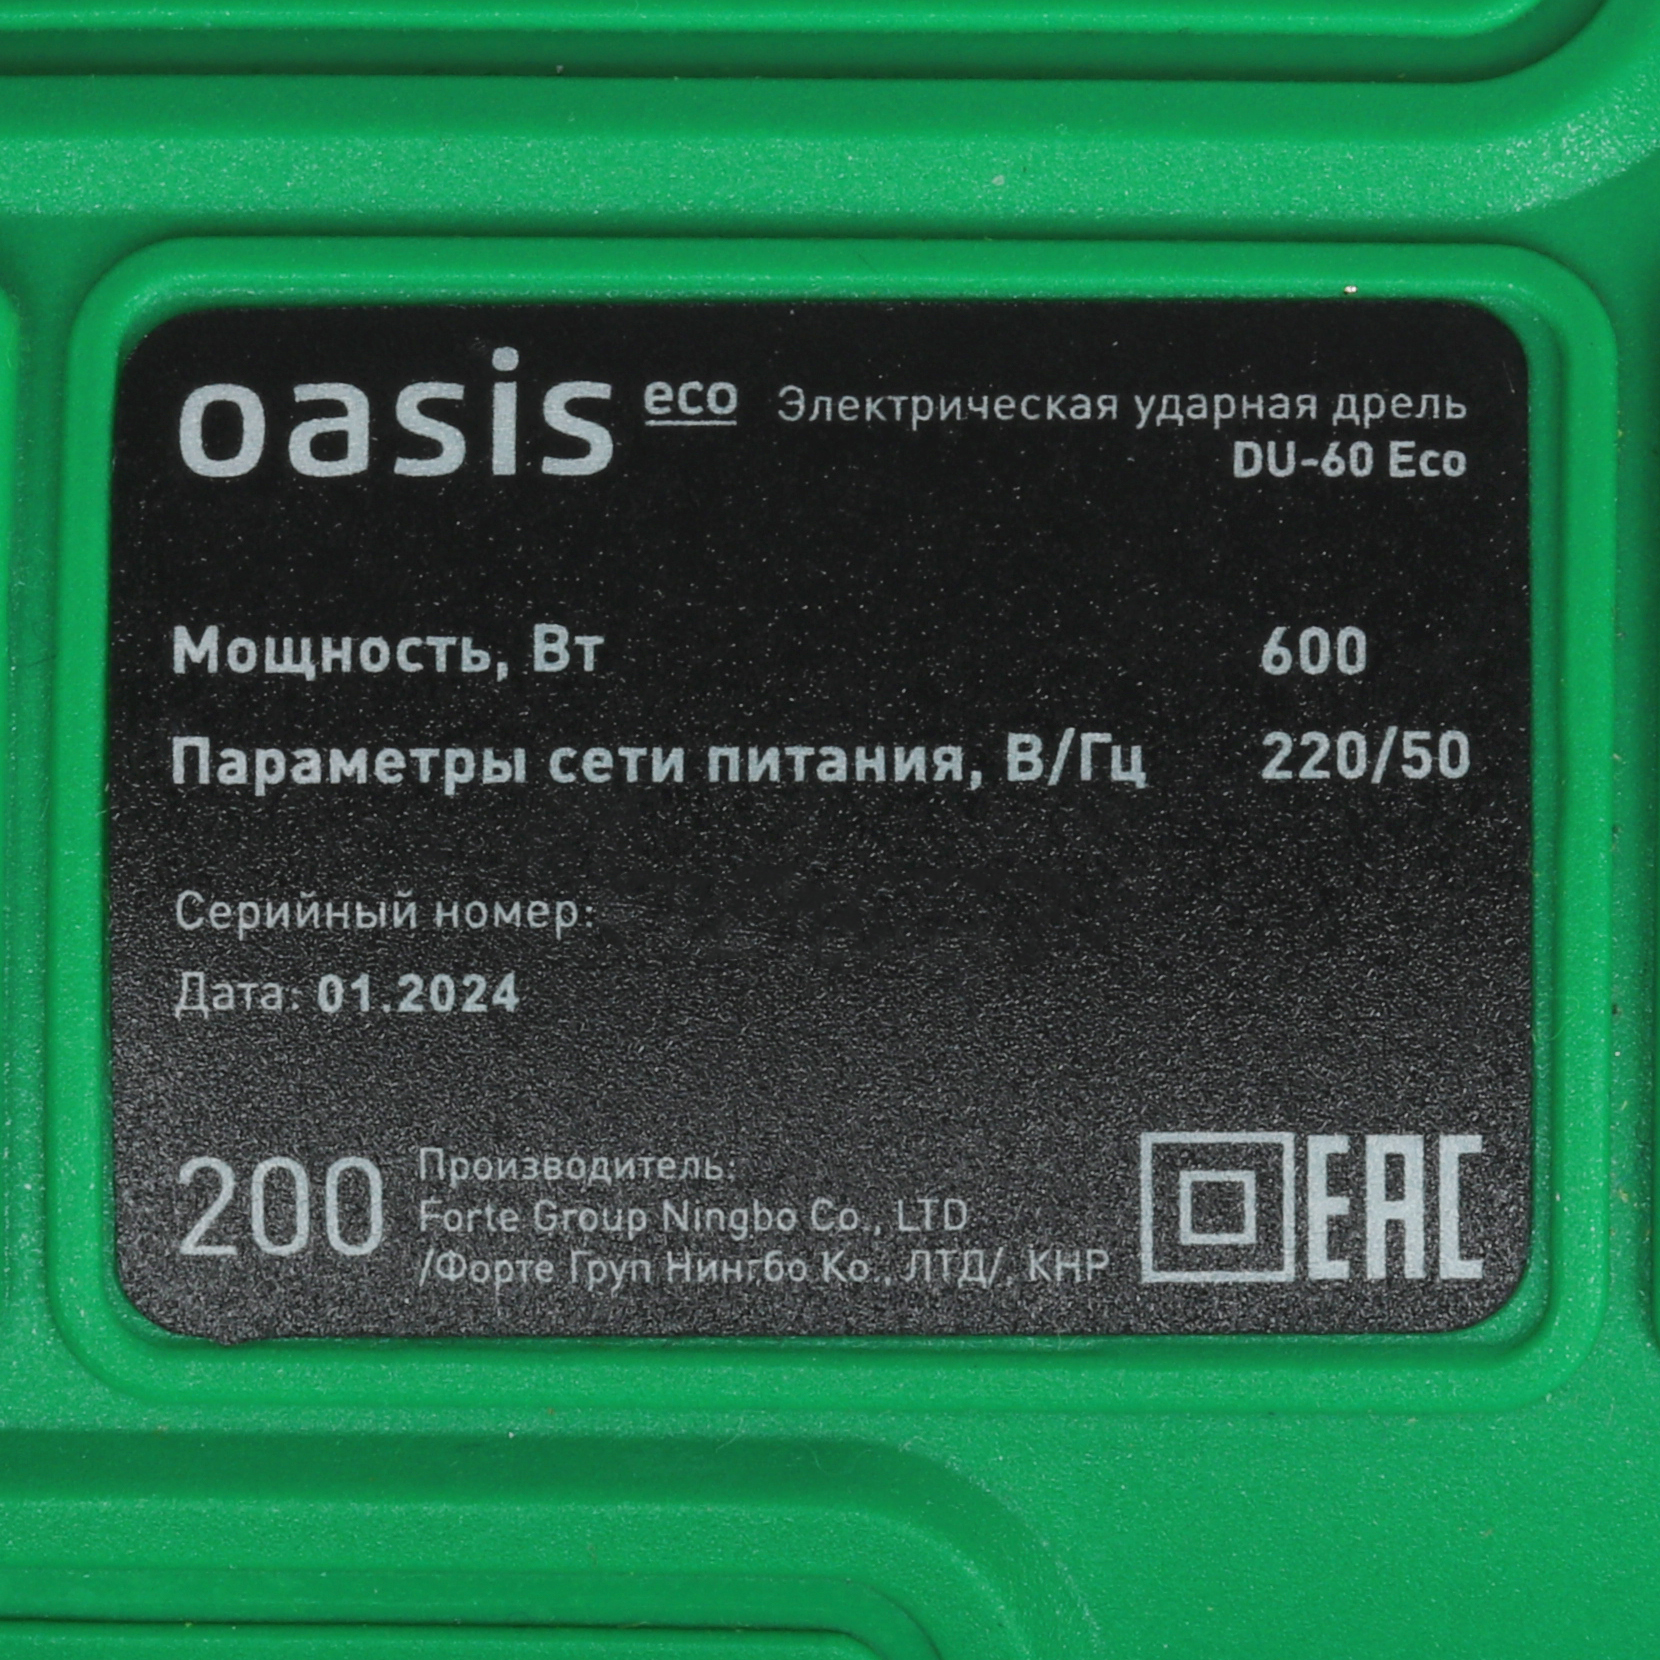 oasis eco Электрическая ударная дрель
DU-60 Eco
Мощность, Вт 600
Параметры сети питания, В/Гц 220/50
Серийный номер:
Дата: 01.2024
200
Производитель:
Forte Group Ningbo Co., LTD
/Форте Груп Нингбо Ко., ЛТД/, КНР
EAC